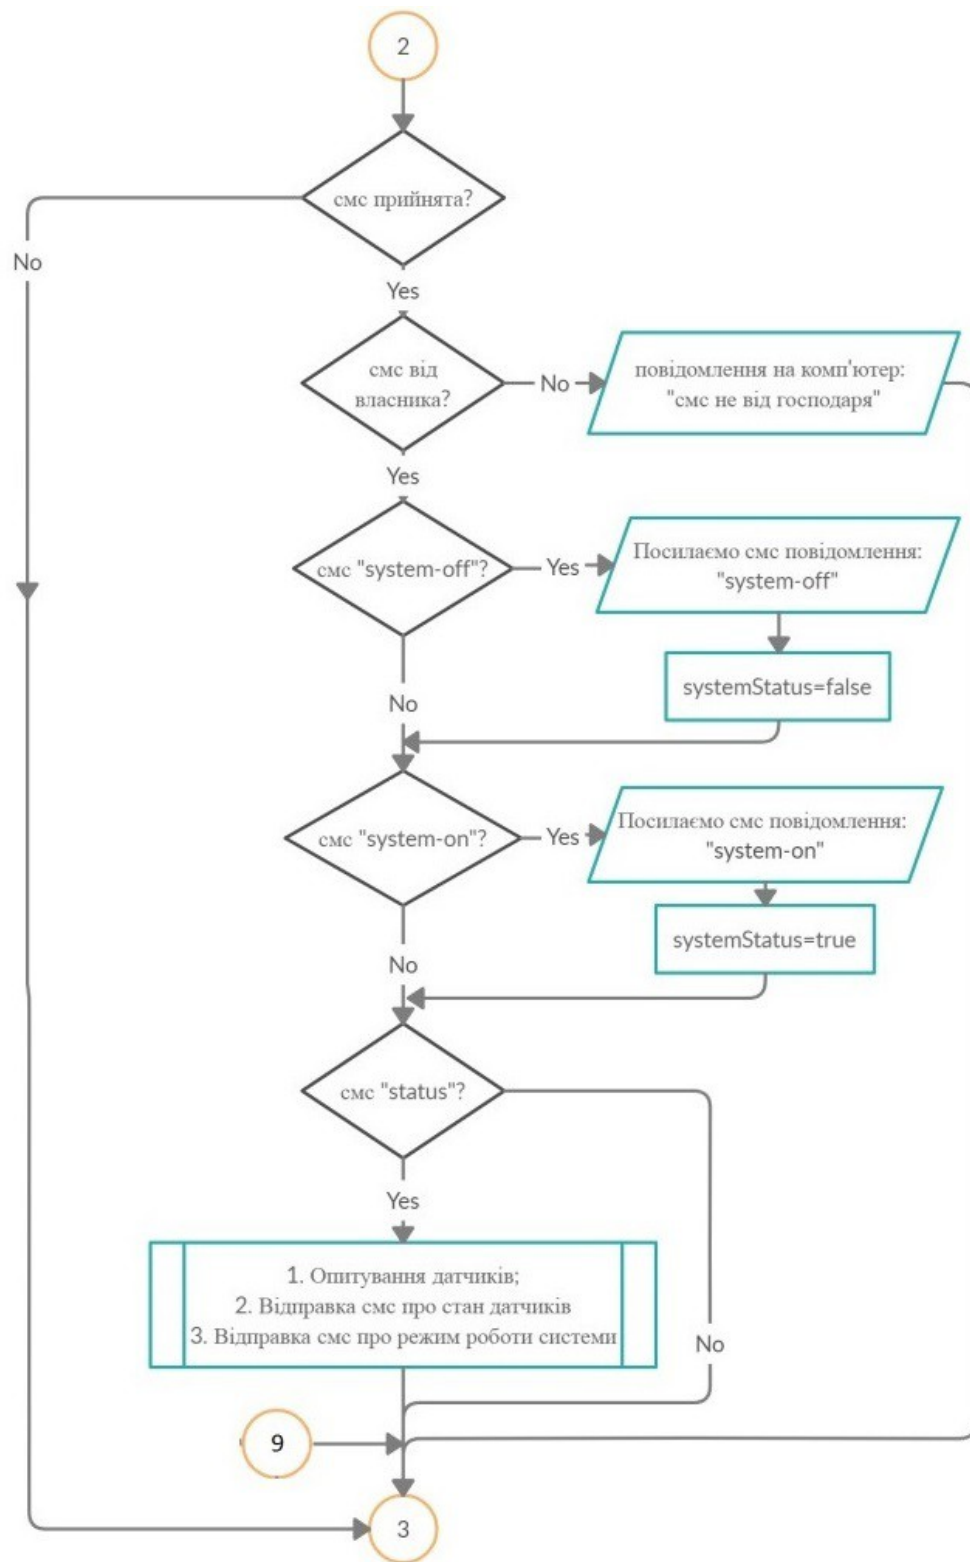 2
смс прийнята?
No
Yes
смс від
власника?
No
повідомлення на комп'ютер:
"смс не від господаря"
Yes
смс "system-off"?
Yes
Посилаємо смс повідомлення:
"system-off"
systemStatus=false
No
смс "system-on"?
Yes
Посилаємо смс повідомлення:
"system-on"
systemStatus=true
No
смс "status"?
Yes
1. Опитування датчиків;
2. Відправка смс про стан датчиків
3. Відправка смс про режим роботи системи
No
9
3